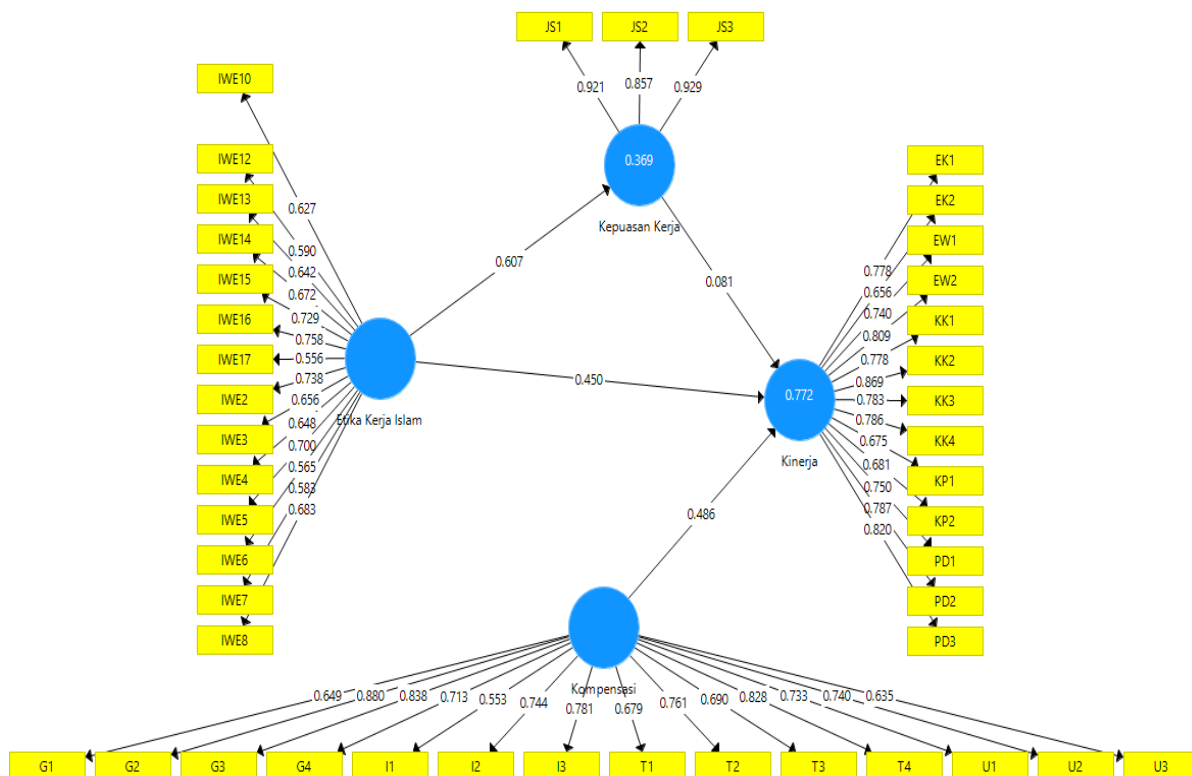 JS1 JS2 JS3
0.921 0.857 0.929
0.369
Kepuasan Kerja
IWE10
IWE12
IWE13
IWE14
IWE15
IWE16
IWE17
IWE2
IWE3
IWE4
IWE5
IWE6
IWE7
IWE8
0.627
0.590
0.642
0.672
0.729
0.758
0.556
0.738
0.656
0.648
0.700
0.565
0.583
0.683
Etika Kerja Islam
0.607
0.081
0.450
0.486
0.772
Kinerja
0.778
0.656
0.740
0.809
0.778
0.869
0.783
0.786
0.675
0.681
0.750
0.787
0.820
EK1
EK2
EW1
EW2
KK1
KK2
KK3
KK4
KP1
KP2
PD1
PD2
PD3
Kompensasi
0.649 0.880 0.838 0.713 0.553 0.744 0.781 0.679 0.761 0.690 0.828 0.733 0.740 0.635
G1 G2 G3 G4 I1 I2 I3 T1 T2 T3 T4 U1 U2 U3